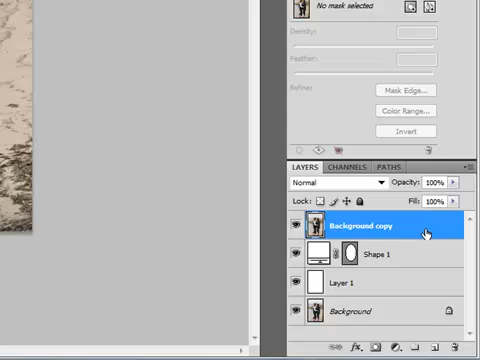 No mask selected
Density:
Feather:
Refine:
Mask Edge...
Color Range...
Invert
LAYERS CHANNELS PATHS
Normal Opacity: 100%
Lock: Fill: 100%
Background copy
Shape 1
Layer 1
Background
fx